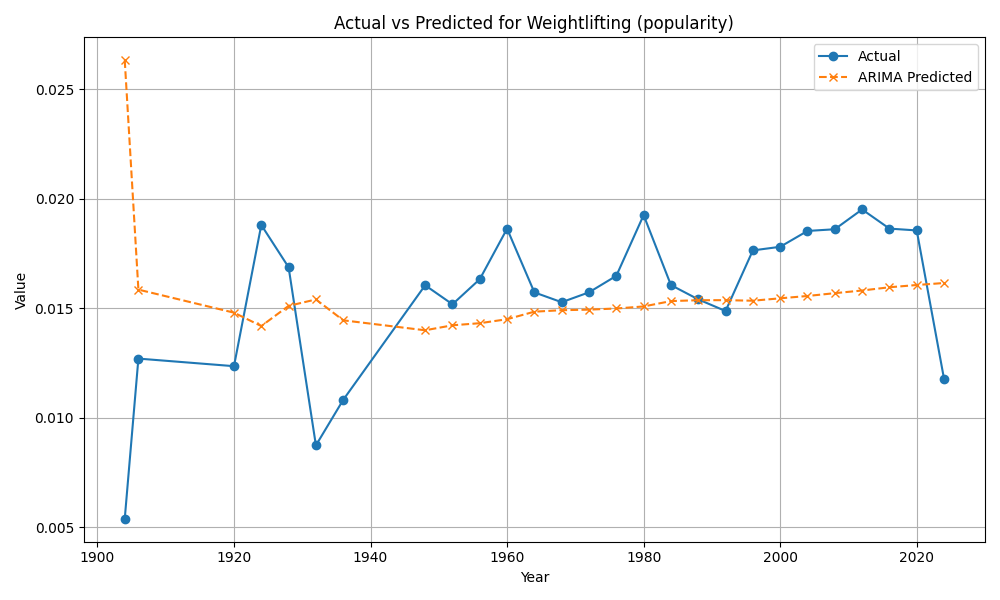 Actual vs Predicted for Weightlifting (popularity)
Actual
ARIMA Predicted
Value
0.025
0.020
0.015
0.010
0.005
1900 1920 1940 1960 1980 2000 2020
Year